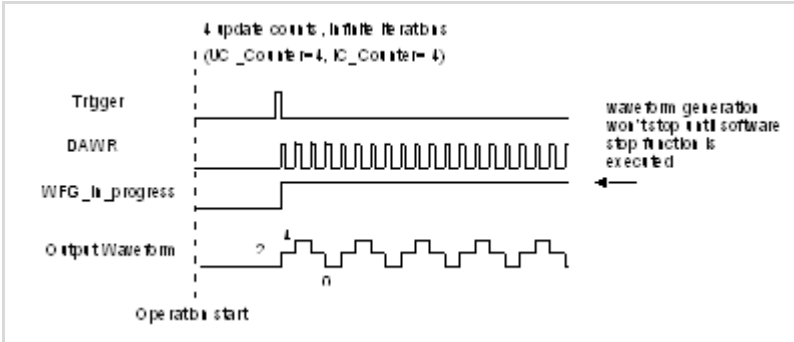 4 update counts, infinite iterations
(UC_Counter=4, IC_Counter=4)
Trigger
DAWR
WFG_in_progress
Output Waveform
2
4
0
waveform generation
won't stop until software
stop function is
executed
Operation start